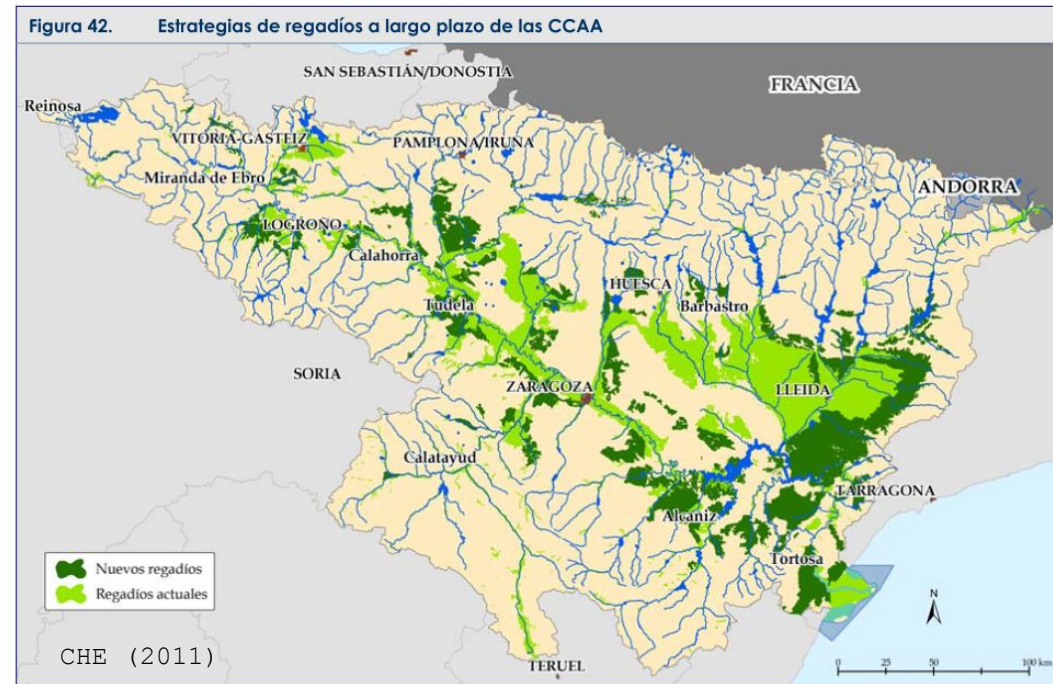 Figura 42. Estrategias de regadíos a largo plazo de las CCAA
SAN SEBASTIÁN/DONOSTIA
FRANCIA
Reinosa
VITORIA-GASTEIZ
PAMPLONA/IRUÑA
Miranda de Ebro
ANDORRA
LOGROÑO
Calahorra
HUESCA
Barbastro
Tudela
SORIA
ZARAGOZA
LLEIDA
Calatayud
TARRAGONA
Alcañiz
Tortosa
Nuevos regadíos
Regadíos actuales
N
CHE (2011)
TERUEL
0 25 50 100 km